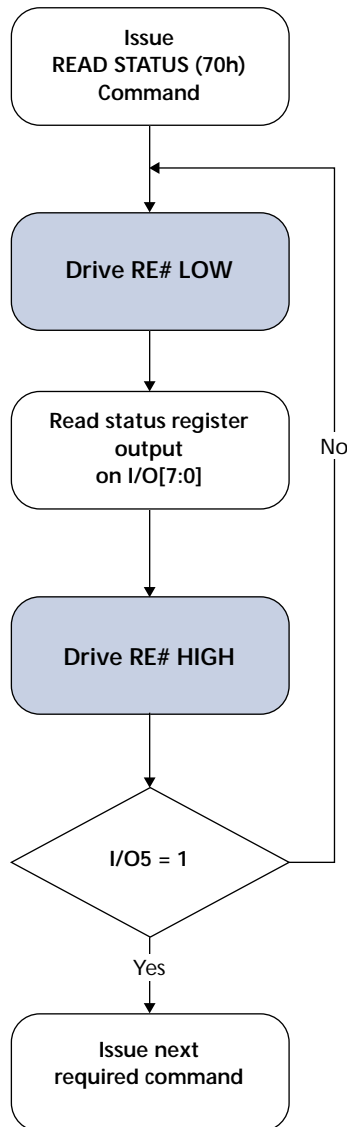 Issue
READ STATUS (70h)
Command
Drive RE# LOW
Read status register
output
on I/O[7:0]
No
Drive RE# HIGH
I/O5 = 1
Yes
Issue next
required command